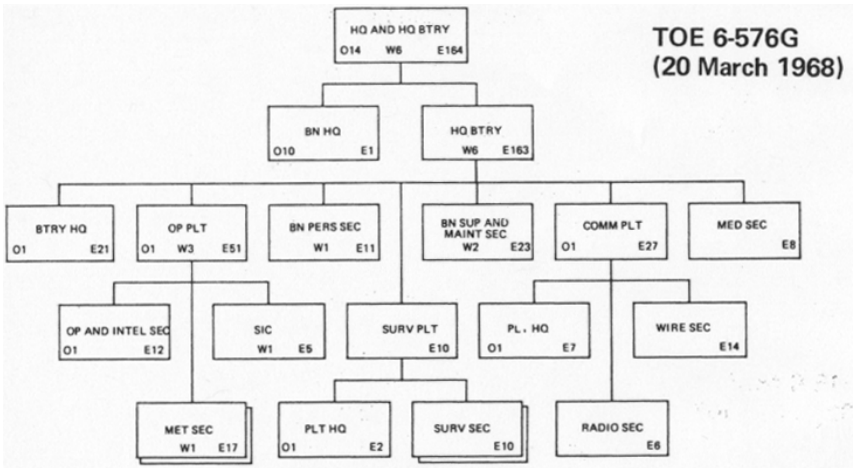 TOE 6-576G
(20 March 1968)
HQ AND HQ BTRY
O14 W6 E164
BN HQ
O10 E1
HQ BTRY
W6 E163
BTRY HQ
O1 E21
OP PLT
O1 W3 E51
BN PERS SEC
W1 E11
BN SUP AND
MAINT SEC
W2 E23
COMM PLT
O1 E27
MED SEC
E8
OP AND INTEL SEC
O1 E12
SIC
W1 E5
SURV PLT
E10
PL. HQ
O1 E7
WIRE SEC
E14
MET SEC
W1 E17
PLT HQ
O1 E2
SURV SEC
E10
RADIO SEC
E6